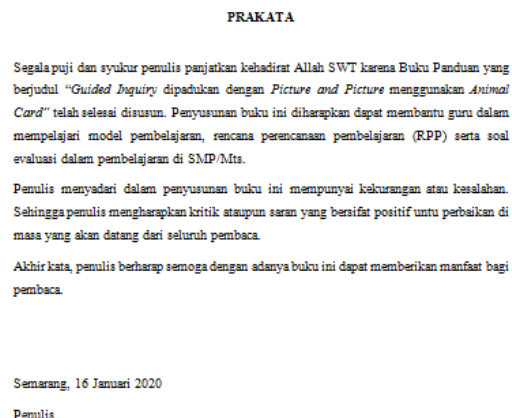 PRAKATA
Segala puji dan syukur penulis panjatkan kehadirat Allah SWT karena Buku Panduan yang
berjudul “Guided Inquiry dipadukan dengan Picture and Picture menggunakan Animal
Card” telah selesai disusun. Penyusunan buku ini diharapkan dapat membantu guru dalam
mempelajari model pembelajaran, rencana perencanaan pembelajaran (RPP) serta soal
evaluasi dalam pembelajaran di SMP/Mts.
Penulis menyadari dalam penyusunan buku ini mempunyai kekurangan atau kesalahan.
Sehingga penulis mengharapkan kritik ataupun saran yang bersifat positif untu perbaikan di
masa yang akan datang dari seluruh pembaca.
Akhir kata, penulis berharap semoga dengan adanya buku ini dapat memberikan manfaat bagi
pembaca.
Semarang, 16 Januari 2020
Penulis